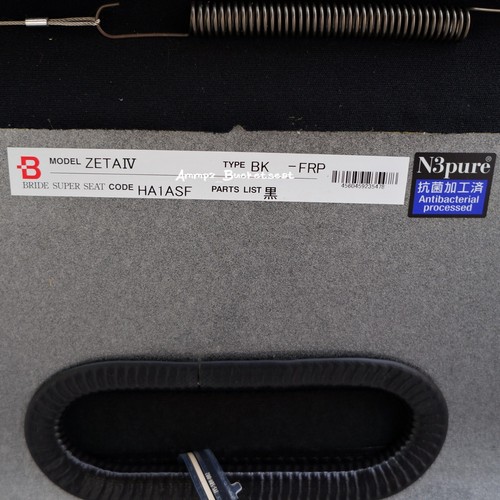 B MODEL ZETAⅣ TYPE BK -FRP
Ammpz Bucketseat
BRIDE SUPER SEAT CODE HA1ASF PARTS LIST 黒
4580459235478
N3pure
抗菌加工済
Antibacterial
processed